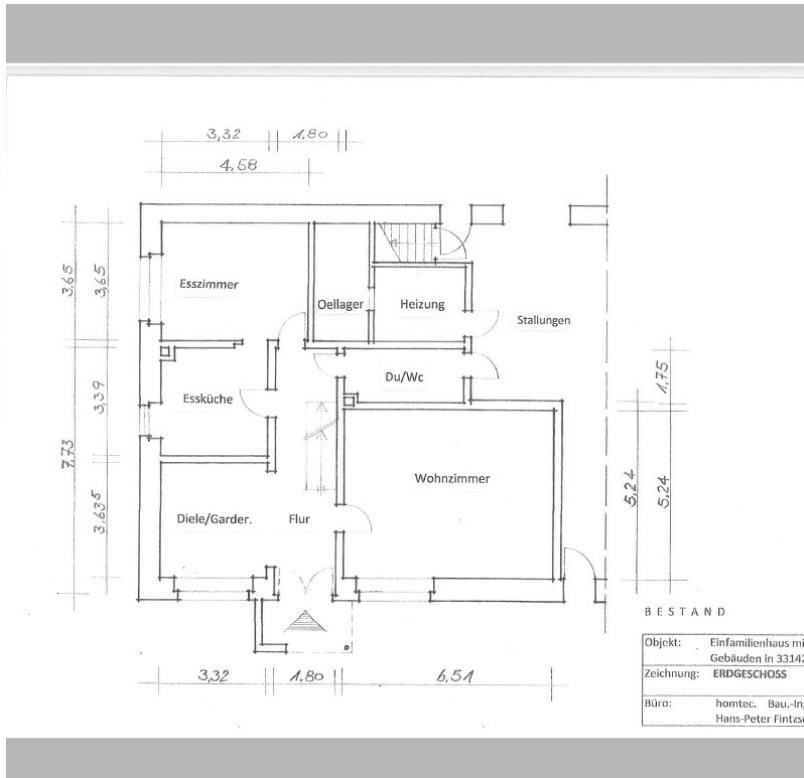 3,32 1.80
4.58
3.65
3.65
Esszimmer
Oellager
Heizung
Stallungen
Du/Wc
1,75
3,39
Essküche
7,73
Wohnzimmer
5,24
5,24
3.635
Diele/Garder.
Flur
3,32 1.80 6,51
BESTAND
Objekt: Einfamilienhaus mi
Gebäuden in 33142
Zeichnung: ERDGESCHOSS
Büro: homtec. Bau.-In
Hans-Peter Fintzs